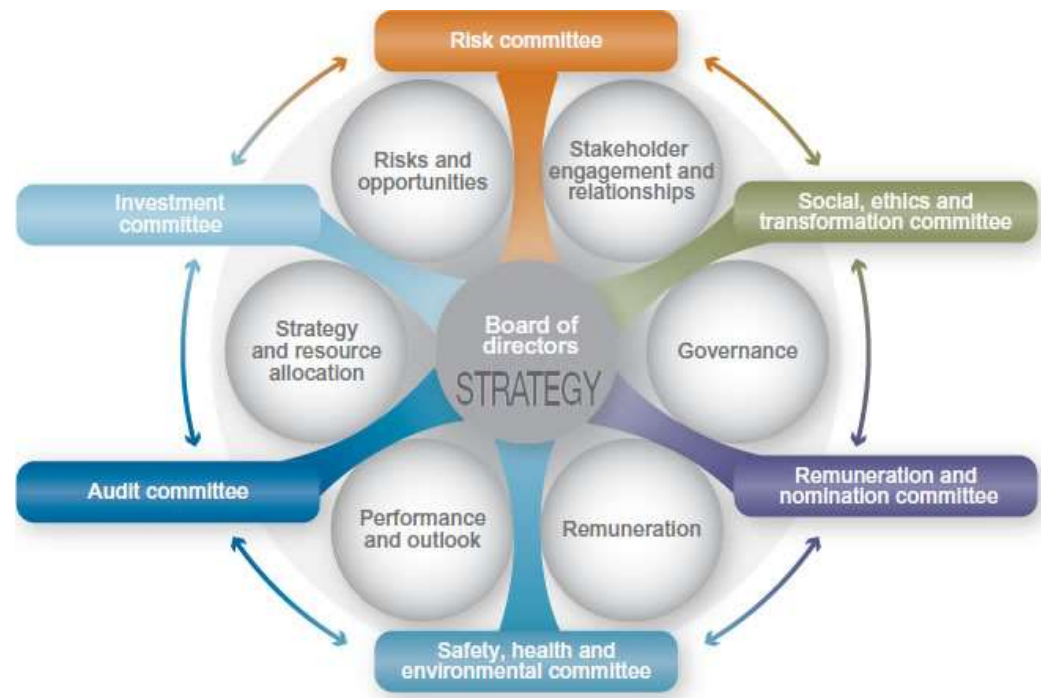 Risk committee
Risks and
opportunities
Stakeholder
engagement and
relationships
Investment
committee
Social, ethics and
transformation committee
Strategy
and resource
allocation
Board of
directors
STRATEGY
Governance
Audit committee
Remuneration and
nomination committee
Performance
and outlook
Remuneration
Safety, health and
environmental committee